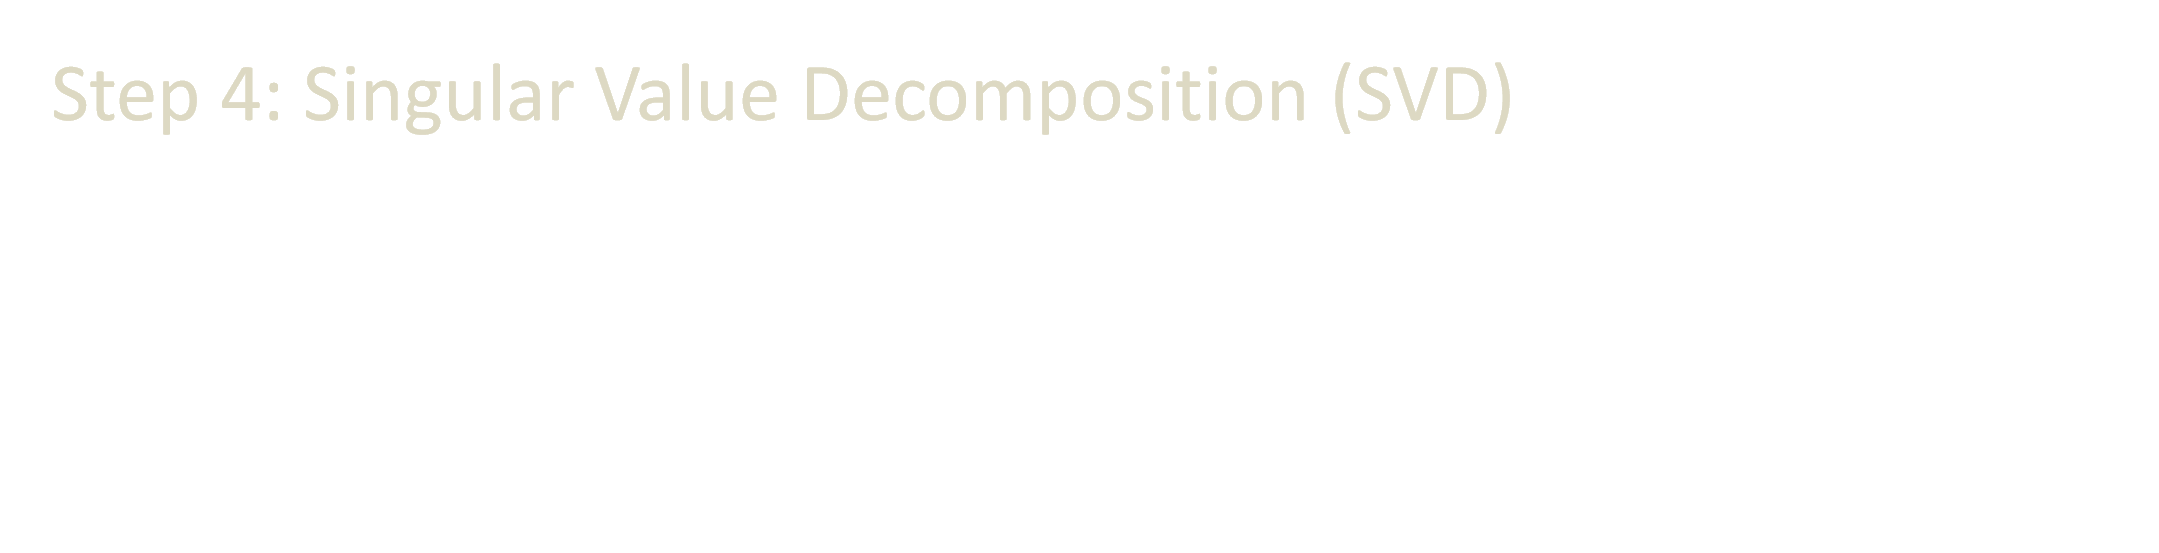 Step 4: Singular Value Decomposition (SVD)